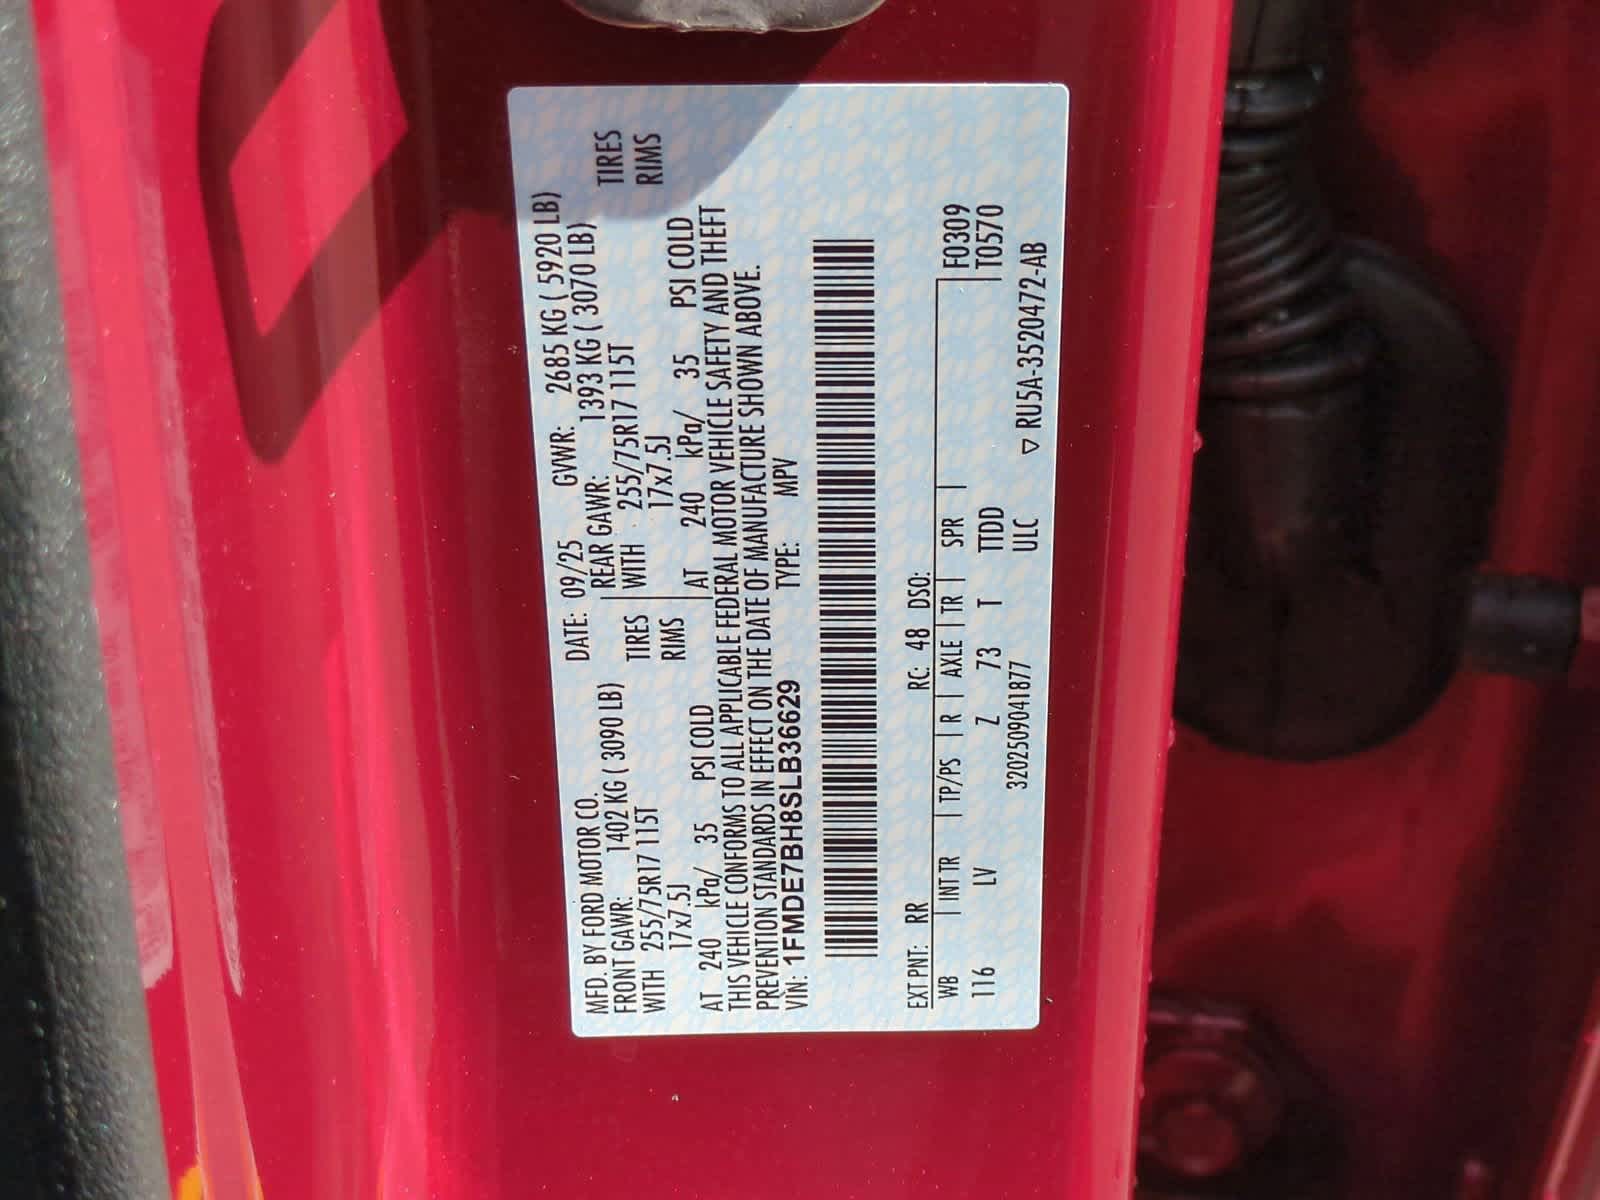 MFD. BY FORD MOTOR CO. DATE: 09/25 GVWR: 2685 KG ( 5920 LB)
FRONT GAWR: 1402 KG ( 3090 LB) REAR GAWR: 1393 KG ( 3070 LB)
WITH 255/75R17 115T TIRES WITH 255/75R17 115T TIRES
17x7.5J RIMS 17x7.5J RIMS
AT 240 kPa/ 35 PSI COLD AT 240 kPa/ 35 PSI COLD
THIS VEHICLE CONFORMS TO ALL APPLICABLE FEDERAL MOTOR VEHICLE SAFETY AND THEFT
PREVENTION STANDARDS IN EFFECT ON THE DATE OF MANUFACTURE SHOWN ABOVE.
VIN: 1FMDE7BH8SLB36629 TYPE: MPV
EXT PNT: RR RC: 48 DSO: F0309
WB INT TR TP/PS R AXLE TR SPR T0570
116 LV Z 73 T TTDD
3202509041877 ULC ▽ RU5A-3520472-AB